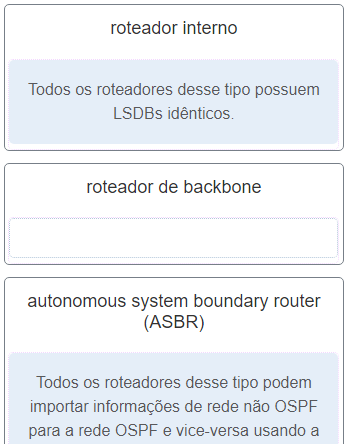 roteador interno
Todos os roteadores desse tipo possuem
LSDBs idênticos.
roteador de backbone
autonomous system boundary router
(ASBR)
Todos os roteadores desse tipo podem
importar informações de rede não OSPF
para a rede OSPF e vice-versa usando a